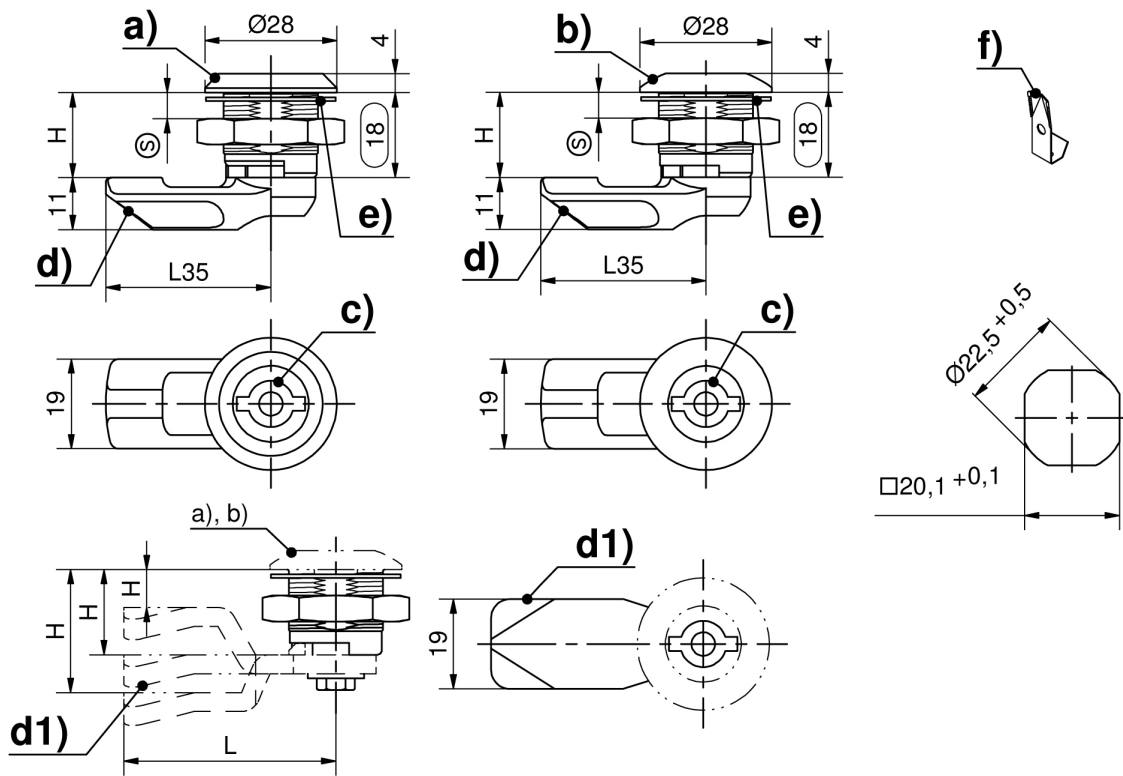 a)
Ø28
4
b)
Ø28
4
f)
H
Ⓢ
18
H
Ⓢ
18
11
e)
11
e)
d)
L35
d)
L35
c)
c)
19
19
Ø22,5 +0,5
□20,1 +0,1
a), b)
d1)
H
H
H
19
d1)
L